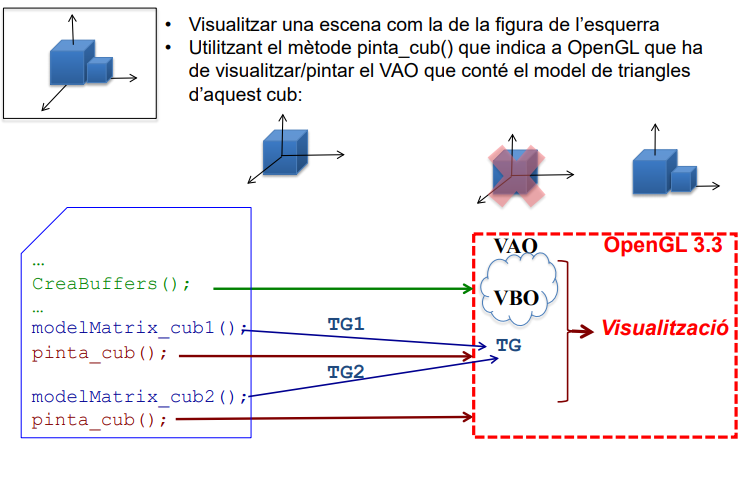 • Visualitzar una escena com la de la figura de l’esquerra
• Utilitzant el mètode pinta_cub() que indica a OpenGL que ha
de visualitzar/pintar el VAO que conté el model de triangles
d’aquest cub:
VAO
OpenGL 3.3
…
CreaBuffers();
VBO
…
modelMatrix_cub1();
TG1
Visualització
pinta_cub();
TG
TG2
modelMatrix_cub2();
pinta_cub();